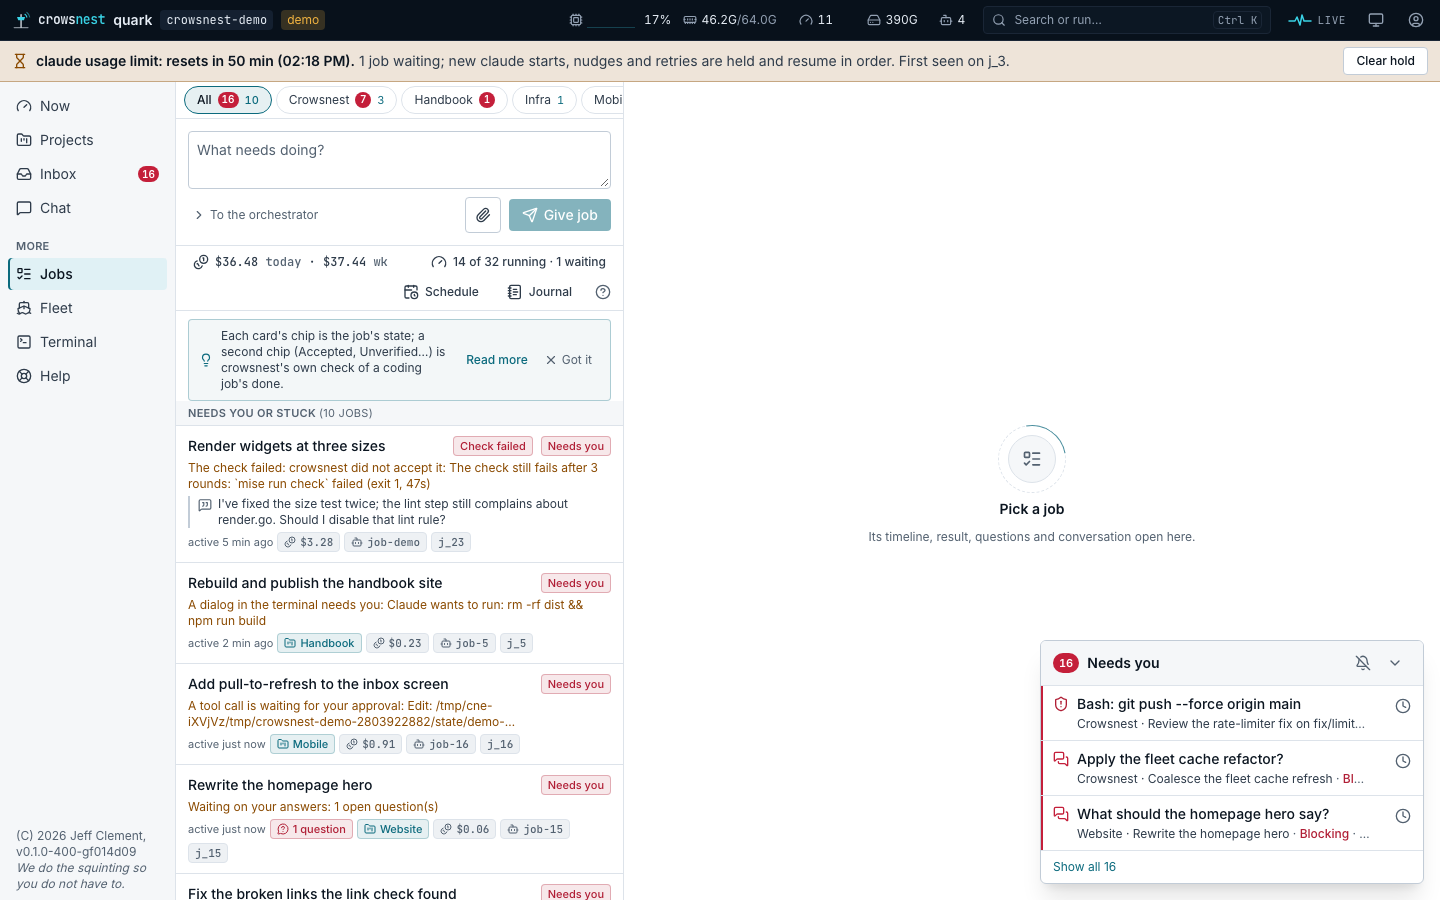 crowsnest quark crowsnest-demo demo 17% 46.2G/64.0G 11 390G 4 Search or run... Ctrl K LIVE
claude usage limit: resets in 50 min (02:18 PM). 1 job waiting; new claude starts, nudges and retries are held and resume in order. First seen on j_3. Clear hold
Now
Projects
Inbox 16
Chat
MORE
Jobs
Fleet
Terminal
Help
(C) 2026 Jeff Clement,
v0.1.0-400-gf014d09
We do the squinting so
you do not have to.
All 16 10 Crowsnest 7 3 Handbook 1 Infra 1 Mobi
What needs doing?
To the orchestrator Give job
$36.48 today · $37.44 wk 14 of 32 running · 1 waiting
Schedule Journal
Each card's chip is the job's state; a
second chip (Accepted, Unverified...) is
crowsnest's own check of a coding
job's done.
Read more Got it
NEEDS YOU OR STUCK (10 JOBS)
Render widgets at three sizes Check failed Needs you
The check failed: crowsnest did not accept it: The check still fails after 3
rounds: `mise run check` failed (exit 1, 47s)
I've fixed the size test twice; the lint step still complains about
render.go. Should I disable that lint rule?
active 5 min ago $3.28 job-demo j_23
Rebuild and publish the handbook site Needs you
A dialog in the terminal needs you: Claude wants to run: rm -rf dist &&
npm run build
active 2 min ago Handbook $0.23 job-5 j_5
Add pull-to-refresh to the inbox screen Needs you
A tool call is waiting for your approval: Edit: /tmp/cne-
iXVjVz/tmp/crowsnest-demo-2803922882/state/demo-...
active just now Mobile $0.91 job-16 j_16
Rewrite the homepage hero Needs you
Waiting on your answers: 1 open question(s)
active just now 1 question Website $0.06 job-15
j_15
Fix the broken links the link check found Needs you
Pick a job
Its timeline, result, questions and conversation open here.
16 Needs you
Bash: git push --force origin main
Crowsnest · Review the rate-limiter fix on fix/limit...
Apply the fleet cache refactor?
Crowsnest · Coalesce the fleet cache refresh · Bl...
What should the homepage hero say?
Website · Rewrite the homepage hero · Blocking · ...
Show all 16